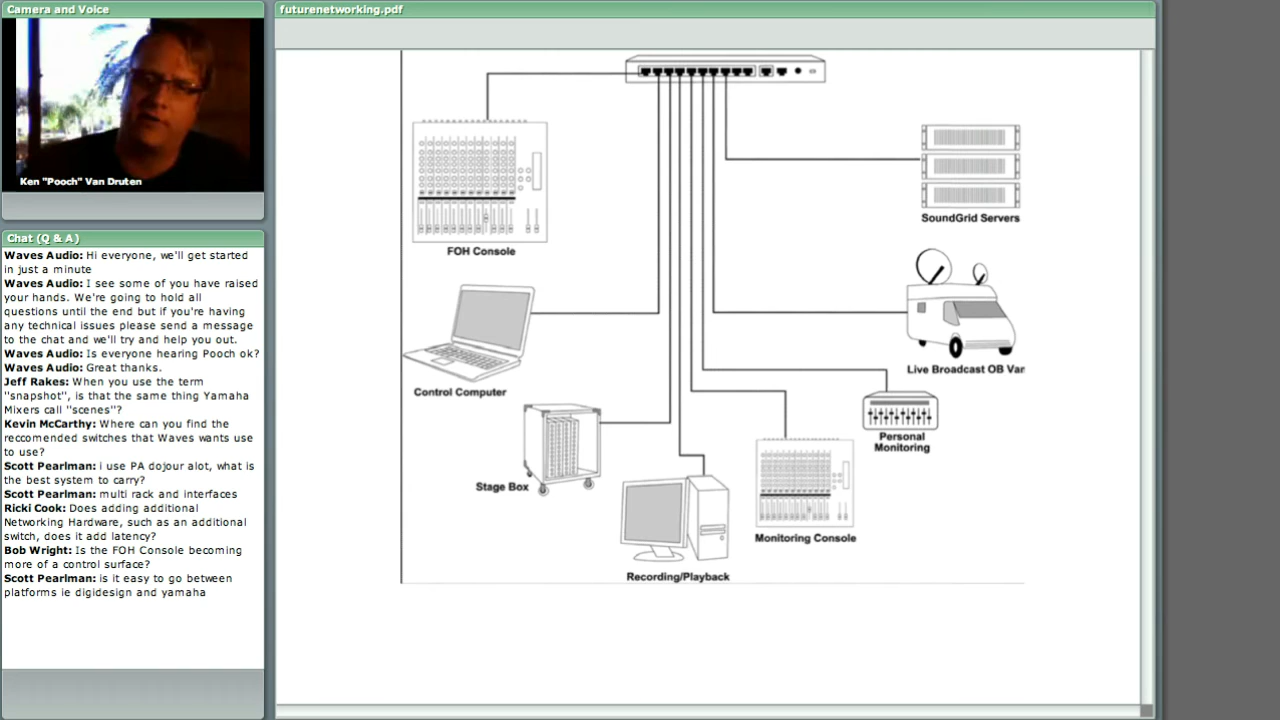 Camera and Voice
Ken "Pooch" Van Druten
Chat (Q & A)
Waves Audio: Hi everyone, we'll get started
in just a minute
Waves Audio: I see some of you have raised
your hands. We're going to hold all
questions until the end but if you're having
any technical issues please send a message
to the chat and we'll try and help you out.
Waves Audio: Is everyone hearing Pooch ok?
Waves Audio: Great thanks.
Jeff Rakes: When you use the term
"snapshot", is that the same thing Yamaha
Mixers call "scenes"?
Kevin McCarthy: Where can you find the
reccomended switches that Waves wants use
to use?
Scott Pearlman: i use PA dojour alot, what is
the best system to carry?
Scott Pearlman: multi rack and interfaces
Ricki Cook: Does adding additional
Networking Hardware, such as an additional
switch, does it add latency?
Bob Wright: Is the FOH Console becoming
more of a control surface?
Scott Pearlman: is it easy to go between
platforms ie digidesign and yamaha
futurenetworking.pdf
FOH Console
SoundGrid Servers
Control Computer
Live Broadcast OB Van
Stage Box
Personal
Monitoring
Monitoring Console
Recording/Playback